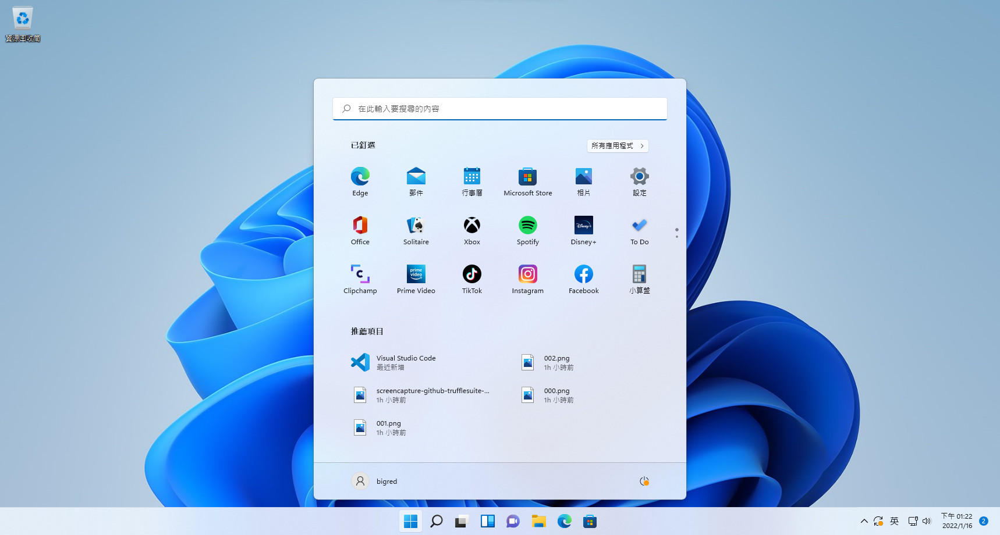 資源回收筒
在此輸入要搜尋的內容
已釘選
所有應用程式
Edge
郵件
行事曆
Microsoft Store
相片
設定
Office
Solitaire
Xbox
Spotify
Disney+
Disney+
To Do
C
Clipchamp
prime video
Prime Video
TikTok
Instagram
Facebook
小算盤
推薦項目
Visual Studio Code
最近新增
002.png
1h 小時前
screencapture-github-trufflesuite-...
1h 小時前
000.png
1h 小時前
001.png
1h 小時前
bigred
英
下午 01:22
2022/1/16
2